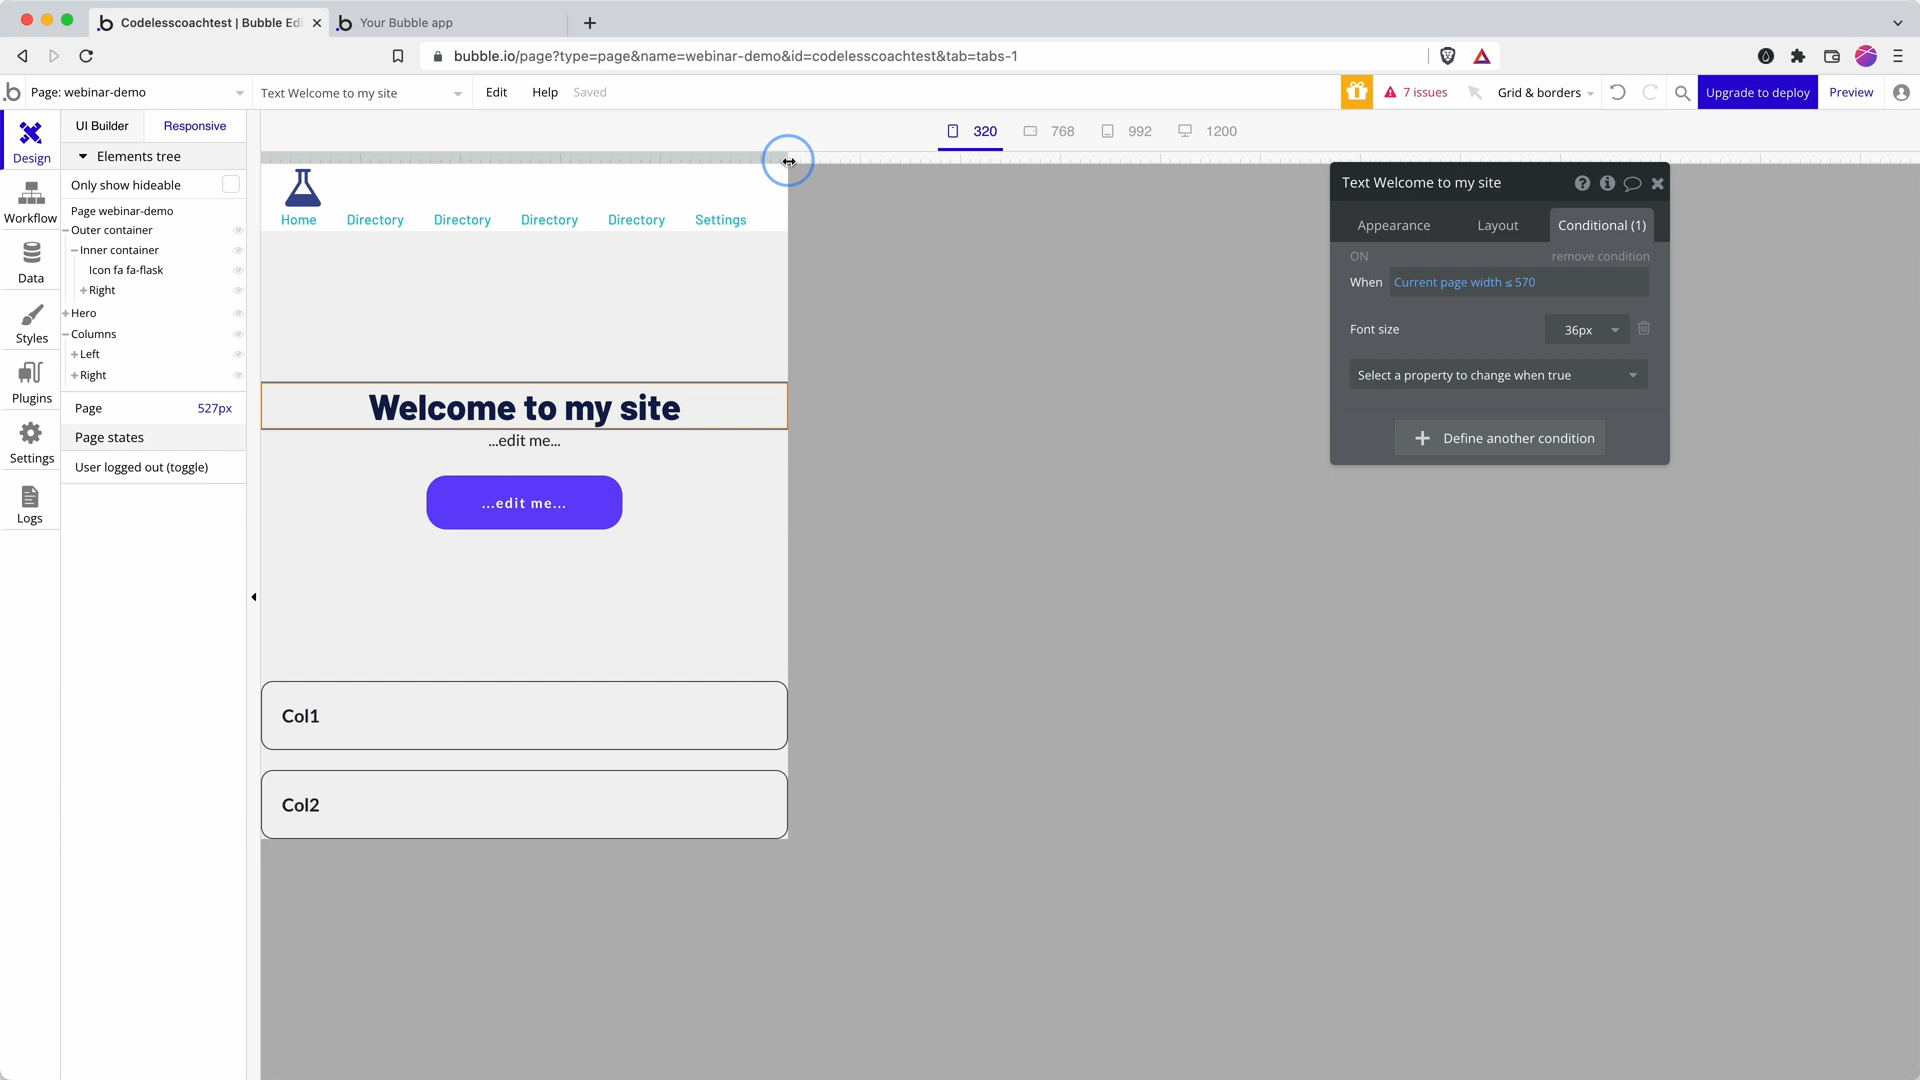 Codelesscoachtest | Bubble Edi
Your Bubble app
bubble.io/page?type=page&name=webinar-demo&id=codelesscoachtest&tab=tabs-1
Page: webinar-demo
Text Welcome to my site
Edit
Help
Saved
7 issues
Grid & borders
Upgrade to deploy
Preview
Design
Workflow
Data
Styles
Plugins
Settings
Logs
UI Builder
Responsive
Elements tree
Only show hideable
Page webinar-demo
Outer container
Inner container
Icon fa fa-flask
Right
Hero
Columns
Left
Right
Page 527px
Page states
User logged out (toggle)
320
768
992
1200
Home
Directory
Directory
Directory
Directory
Settings
Welcome to my site
...edit me...
...edit me...
Col1
Col2
Text Welcome to my site
Appearance
Layout
Conditional (1)
ON
remove condition
When Current page width ≤ 570
Font size 36px
Select a property to change when true
Define another condition